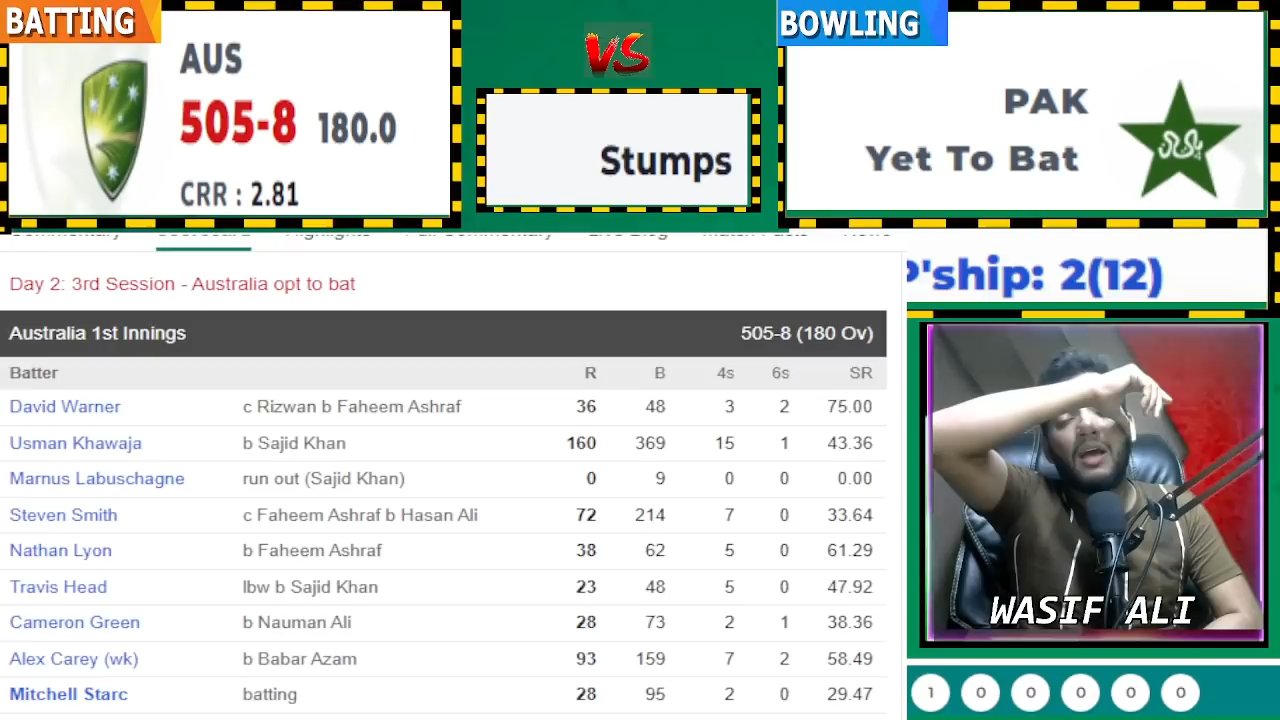 BATTING
AUS
505-8 180.0
CRR : 2.81
VS
Stumps
BOWLING
PAK
Yet To Bat
P'ship: 2(12)
Day 2: 3rd Session - Australia opt to bat
Australia 1st Innings 505-8 (180 Ov)
Batter R B 4s 6s SR
David Warner c Rizwan b Faheem Ashraf 36 48 3 2 75.00
Usman Khawaja b Sajid Khan 160 369 15 1 43.36
Marnus Labuschagne run out (Sajid Khan) 0 9 0 0 0.00
Steven Smith c Faheem Ashraf b Hasan Ali 72 214 7 0 33.64
Nathan Lyon b Faheem Ashraf 38 62 5 0 61.29
Travis Head lbw b Sajid Khan 23 48 5 0 47.92
Cameron Green b Nauman Ali 28 73 2 1 38.36
Alex Carey (wk) b Babar Azam 93 159 7 2 58.49
Mitchell Starc batting 28 95 2 0 29.47
WASIF ALI
1 0 0 0 0 0